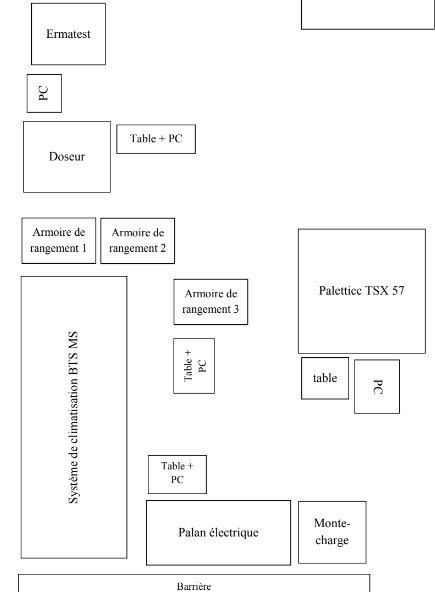 Ermatest
PC
Table + PC
Doseur
Armoire de
rangement 1
Armoire de
rangement 2
Paletticc TSX 57
Armoire de
rangement 3
Système de climatisation BTS MS
Table +
PC
table
PC
Table +
PC
Palan électrique
Monte-
charge
Barrière